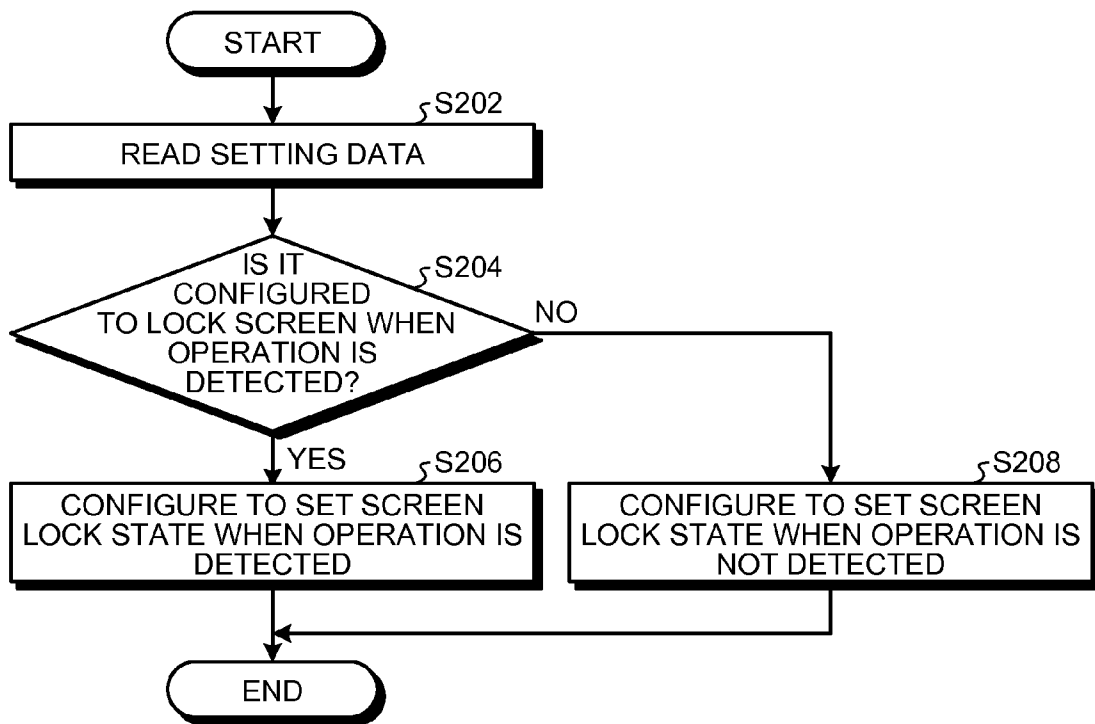 START
S202
READ SETTING DATA
S204
IS IT
CONFIGURED
TO LOCK SCREEN WHEN
OPERATION IS
DETECTED?
NO
YES
S206
CONFIGURE TO SET SCREEN
LOCK STATE WHEN OPERATION IS
DETECTED
S208
CONFIGURE TO SET SCREEN
LOCK STATE WHEN OPERATION IS
NOT DETECTED
END